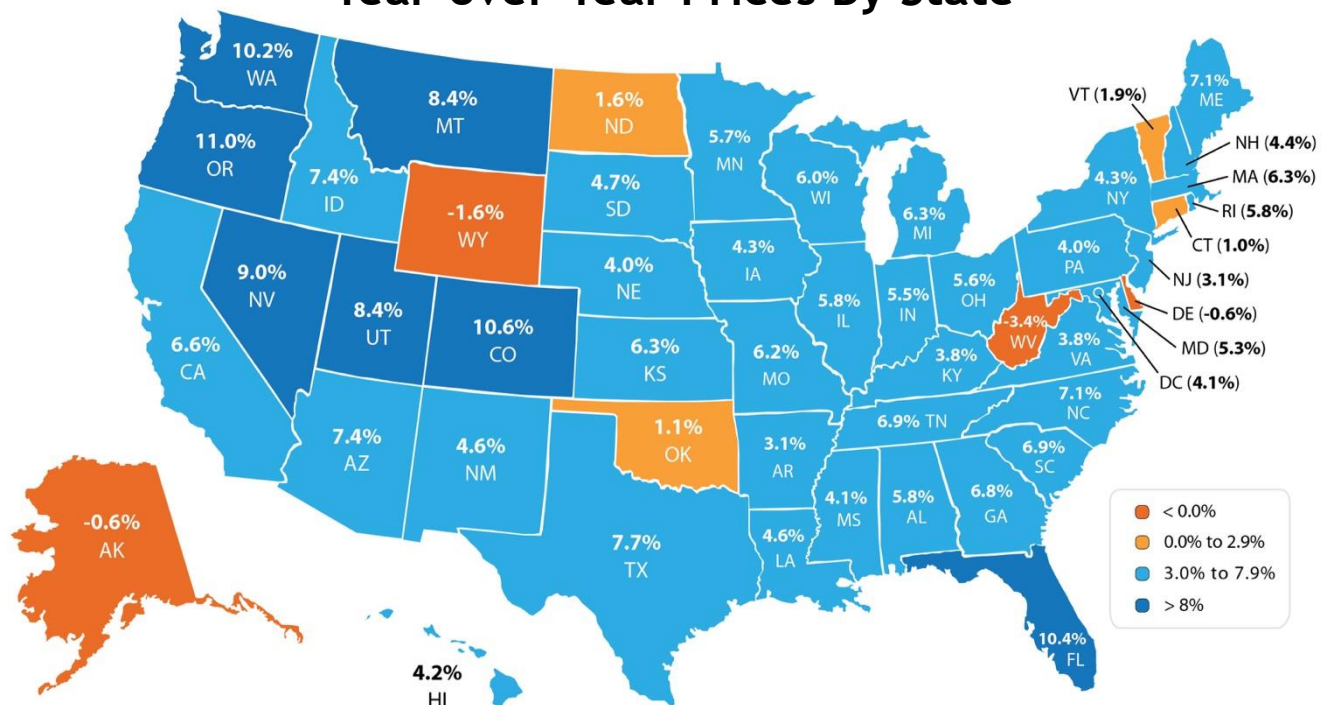 Year-Over-Year Prices By State
10.2%
WA
11.0%
OR
8.4%
MT
7.4%
ID
-1.6%
WY
1.6%
ND
4.7%
SD
4.0%
NE
6.3%
KS
9.0%
NV
8.4%
UT
10.6%
CO
6.6%
CA
7.4%
AZ
4.6%
NM
7.7%
TX
1.1%
OK
5.7%
MN
4.3%
IA
6.2%
MO
3.1%
AR
4.6%
LA
6.0%
WI
5.8%
IL
6.3%
MI
5.5%
IN
5.6%
OH
3.8%
KY
6.9% TN
4.1%
MS
5.8%
AL
6.8%
GA
10.4%
FL
6.9%
SC
7.1%
NC
3.8%
VA
-3.4%
WV
4.0%
PA
4.3%
NY
7.1%
ME
VT (1.9%)
NH (4.4%)
MA (6.3%)
RI (5.8%)
CT (1.0%)
NJ (3.1%)
DE (-0.6%)
MD (5.3%)
DC (4.1%)
-0.6%
AK
4.2%
HI
< 0.0%
0.0% to 2.9%
3.0% to 7.9%
> 8%